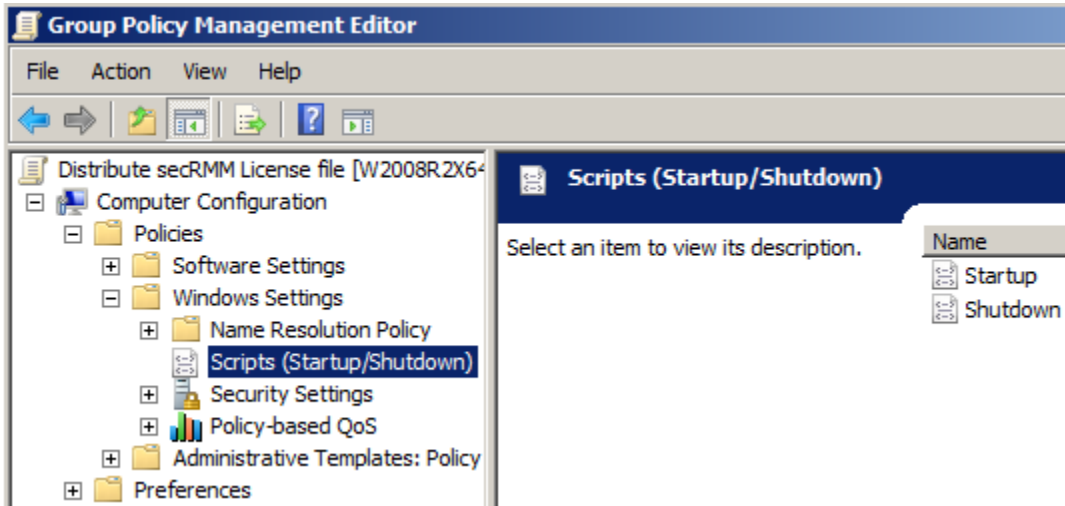 Group Policy Management Editor
File Action View Help
Distribute secRMM License file [W2008R2X64
Computer Configuration
Policies
Software Settings
Windows Settings
Name Resolution Policy
Scripts (Startup/Shutdown)
Security Settings
Policy-based QoS
Administrative Templates: Policy
Preferences
Scripts (Startup/Shutdown)
Select an item to view its description.
Name
Startup
Shutdown